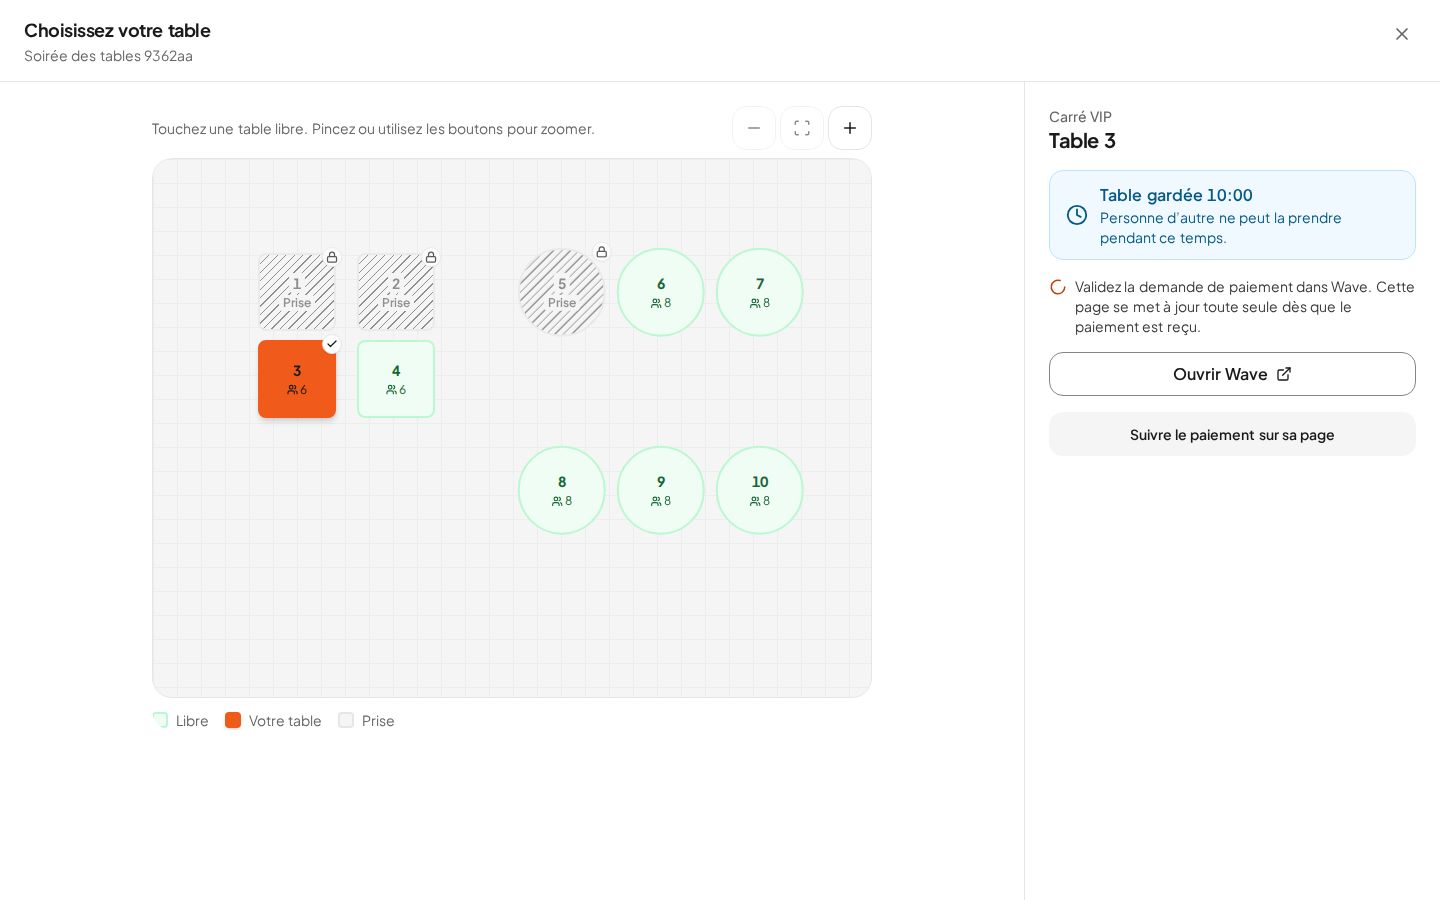 Choisissez votre table
Soirée des tables 9362aa
Touchez une table libre. Pincez ou utilisez les boutons pour zoomer.
1
Prise
2
Prise
5
Prise
6
8
7
8
3
6
4
6
8
8
9
8
10
8
Libre
Votre table
Prise
Carré VIP
Table 3
Table gardée 10:00
Personne d’autre ne peut la prendre
pendant ce temps.
Validez la demande de paiement dans Wave. Cette
page se met à jour toute seule dès que le
paiement est reçu.
Ouvrir Wave
Suivre le paiement sur sa page